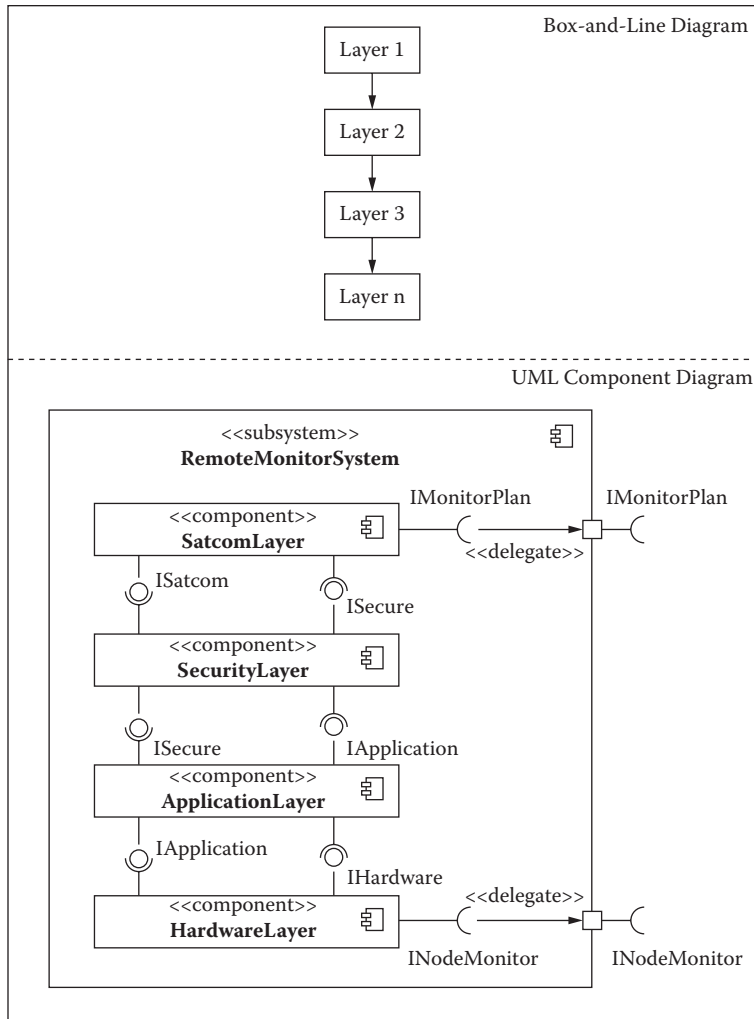 Box-and-Line Diagram
Layer 1
Layer 2
Layer 3
Layer n
UML Component Diagram
<<subsystem>>
RemoteMonitorSystem
IMonitorPlan
IMonitorPlan
<<component>>
SatcomLayer
<<delegate>>
ISatcom
ISecure
<<component>>
SecurityLayer
ISecure
IApplication
<<component>>
ApplicationLayer
IApplication
IHardware
<<component>>
<<delegate>>
HardwareLayer
INodeMonitor
INodeMonitor